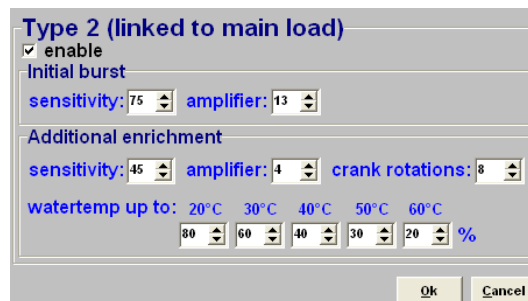 Type 2 (linked to main load)
enable
Initial burst
sensitivity: 75 amplifier: 13
Additional enrichment
sensitivity: 45 amplifier: 4 crank rotations: 8
watertemp up to: 20°C 30°C 40°C 50°C 60°C
80 60 40 30 20 %
Ok Cancel